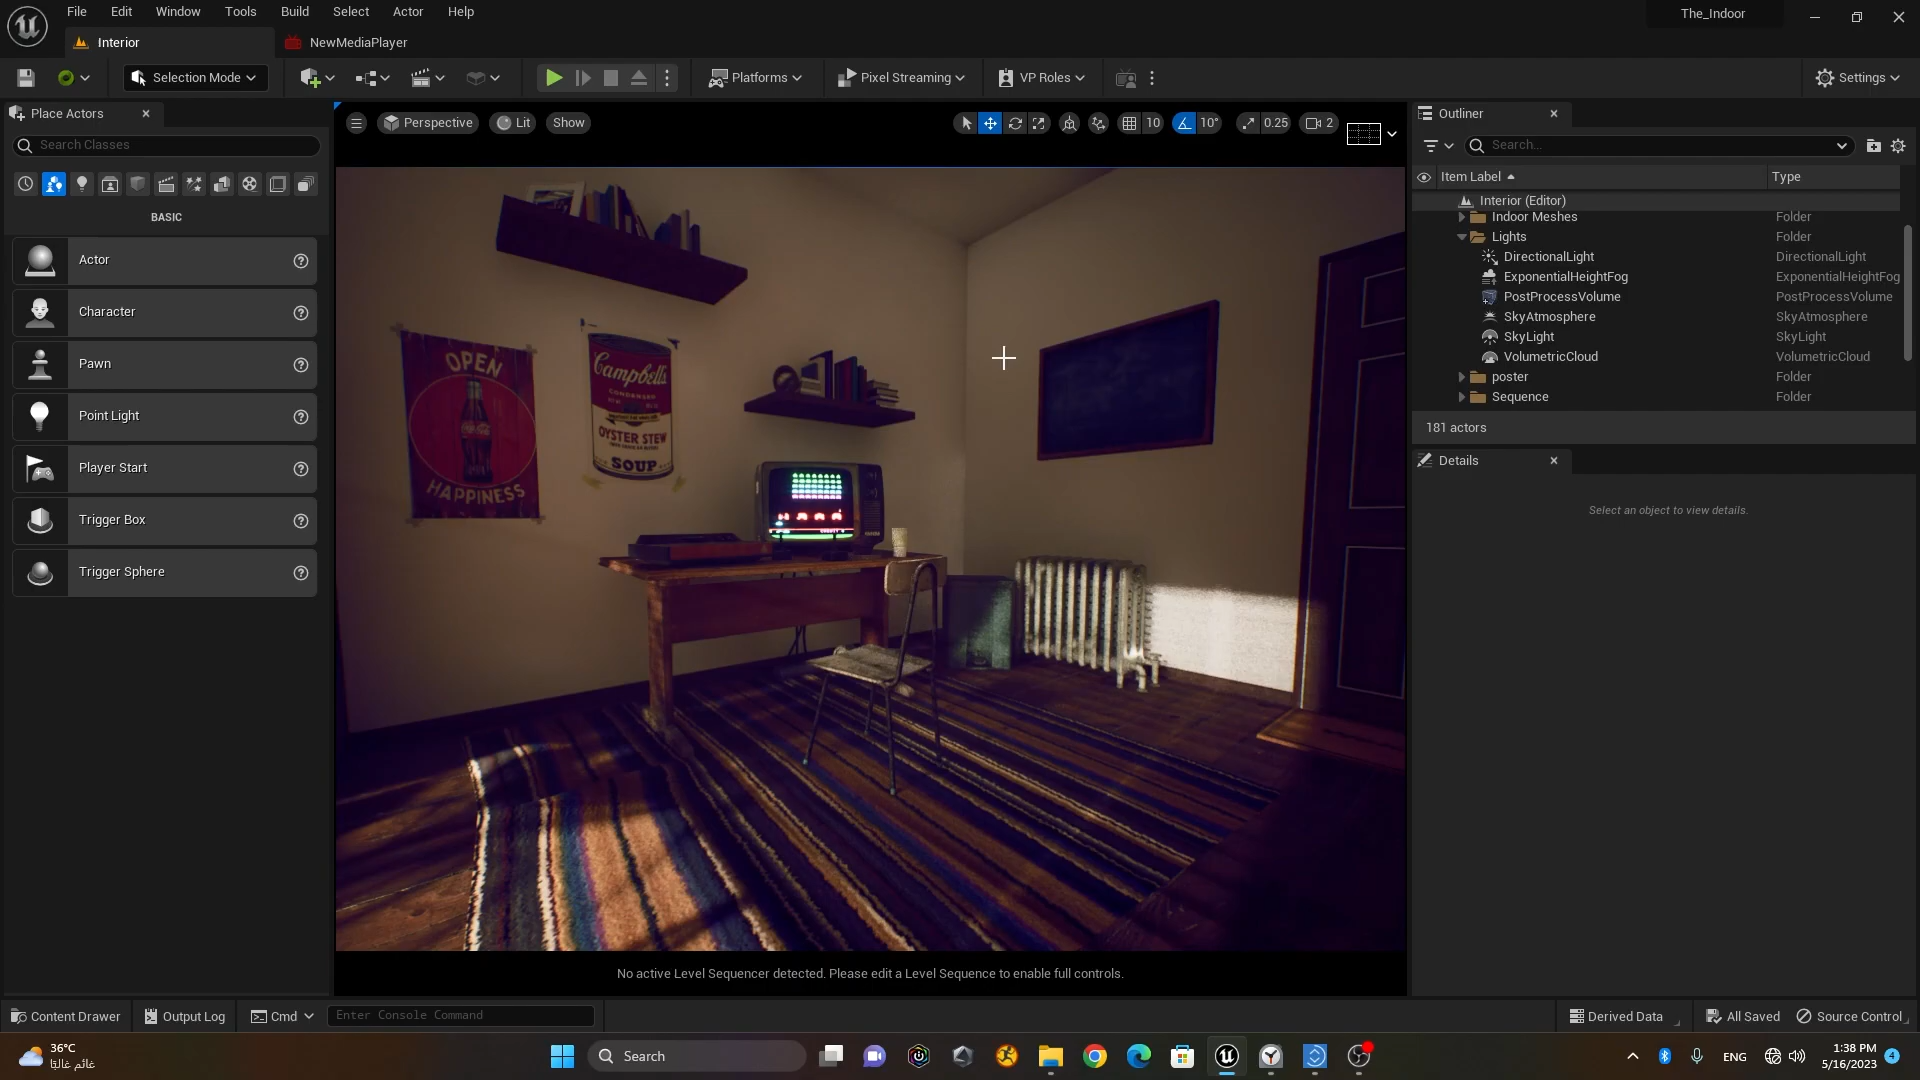 File Edit Window Tools Build Select Actor Help
The_Indoor
Interior
NewMediaPlayer
Selection Mode
Platforms
Pixel Streaming
VP Roles
Settings
Place Actors
Search Classes
BASIC
Actor
Character
Pawn
Point Light
Player Start
Trigger Box
Trigger Sphere
Perspective
Lit
Show
10
10°
0.25
2
OPEN
Coca-Cola
HAPPINESS
Campbell's
CONDENSED
OYSTER STEW
SOUP
No active Level Sequencer detected. Please edit a Level Sequence to enable full controls.
Outliner
Search...
Item Label Type
Interior (Editor)
Indoor Meshes Folder
Lights Folder
DirectionalLight DirectionalLight
ExponentialHeightFog ExponentialHeightFog
PostProcessVolume PostProcessVolume
SkyAtmosphere SkyAtmosphere
SkyLight SkyLight
VolumetricCloud VolumetricCloud
poster Folder
Sequence Folder
181 actors
Details
Select an object to view details.
Content Drawer
Output Log
Cmd
Enter Console Command
Derived Data
All Saved
Source Control
36°C
غائم غالبًا
Search
ENG
1:38 PM
5/16/2023
4